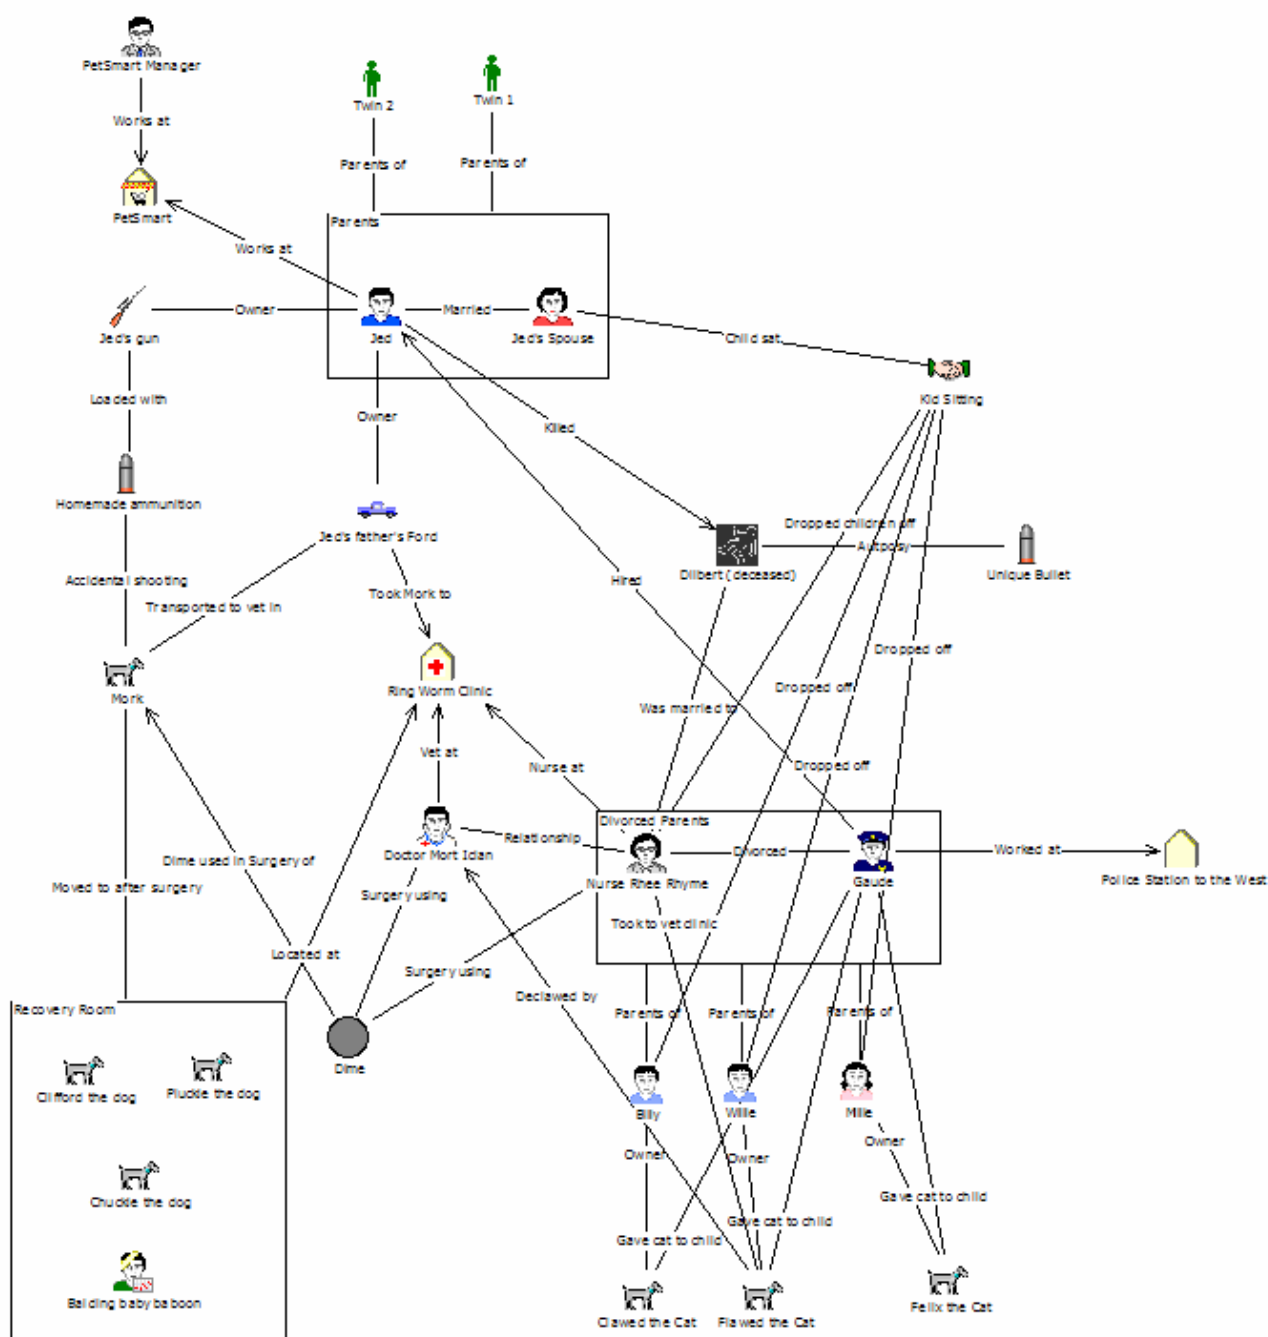 PetSmart Manager
Works at
PetSmart
Twin 2
Twin 1
Parents of
Parents of
Parents
Works at
Owner
Married
Jed's gun
Jed
Jed's Spouse
Child sat
Kid Sitting
Loaded with
Owner
Killed
Homemade ammunition
Jed's father's Ford
Dropped children off
Autposy
Dilbert (deceased)
Unique Bullet
Accidental shooting
Hired
Took Mork to
Transported to vet in
Dropped off
Mork
Ring Worm Clinic
Dropped off
Was married to
Vet at
Nurse at
Dropped off
Divorced Parents
Relationship
Divorced
Worked at
Doctor Mort Ician
Dime used in Surgery of
Nurse Rhee Rhyme
Gaude
Police Station to the West
Moved to after surgery
Surgery using
Took to vet clinic
Located at
Surgery using
Declawed by
Recovery Room
Parents of
Parents of
Parents of
Dime
Clifford the dog
Pluckie the dog
Billy
Willie
Millie
Owner
Owner
Owner
Chuckie the dog
Gave cat to child
Gave cat to child
Gave cat to child
Balding baby baboon
Clawed the Cat
Flawed the Cat
Felix the Cat